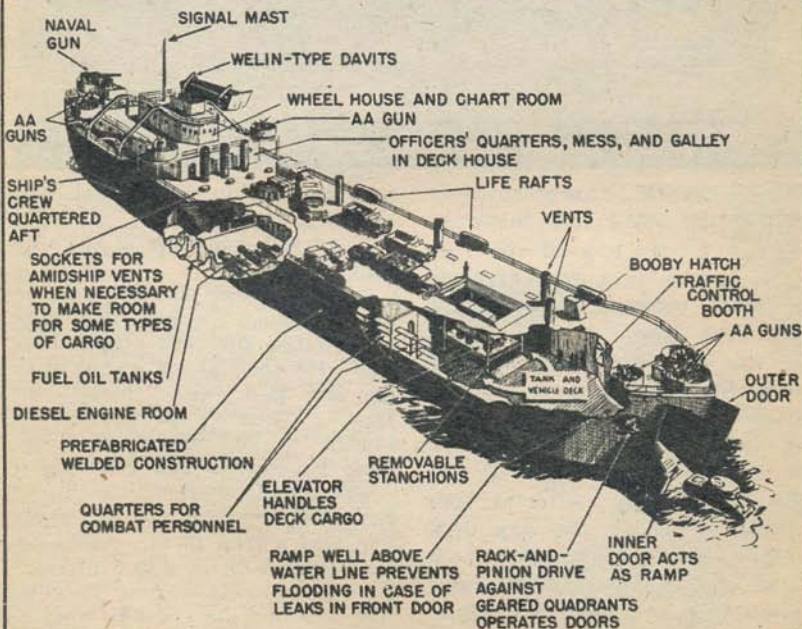 NAVAL
GUN
SIGNAL MAST
WELIN-TYPE DAVITS
WHEEL HOUSE AND CHART ROOM
AA GUN
AA
GUNS
OFFICERS' QUARTERS, MESS, AND GALLEY
IN DECK HOUSE
LIFE RAFTS
SHIP'S
CREW
QUARTERED
AFT
VENTS
SOCKETS FOR
AMIDSHIP VENTS
WHEN NECESSARY
TO MAKE ROOM
FOR SOME TYPES
OF CARGO
BOOBY HATCH
TRAFFIC
CONTROL
BOOTH
AA GUNS
FUEL OIL TANKS
TANK AND
VEHICLE DECK
OUTER
DOOR
DIESEL ENGINE ROOM
PREFABRICATED
WELDED CONSTRUCTION
REMOVABLE
STANCHIONS
QUARTERS FOR
COMBAT PERSONNEL
ELEVATOR
HANDLES
DECK CARGO
RAMP WELL ABOVE
WATER LINE PREVENTS
FLOODING IN CASE OF
LEAKS IN FRONT DOOR
RACK-AND-
PINION DRIVE
AGAINST
GEARED QUADRANTS
OPERATES DOORS
INNER
DOOR ACTS
AS RAMP